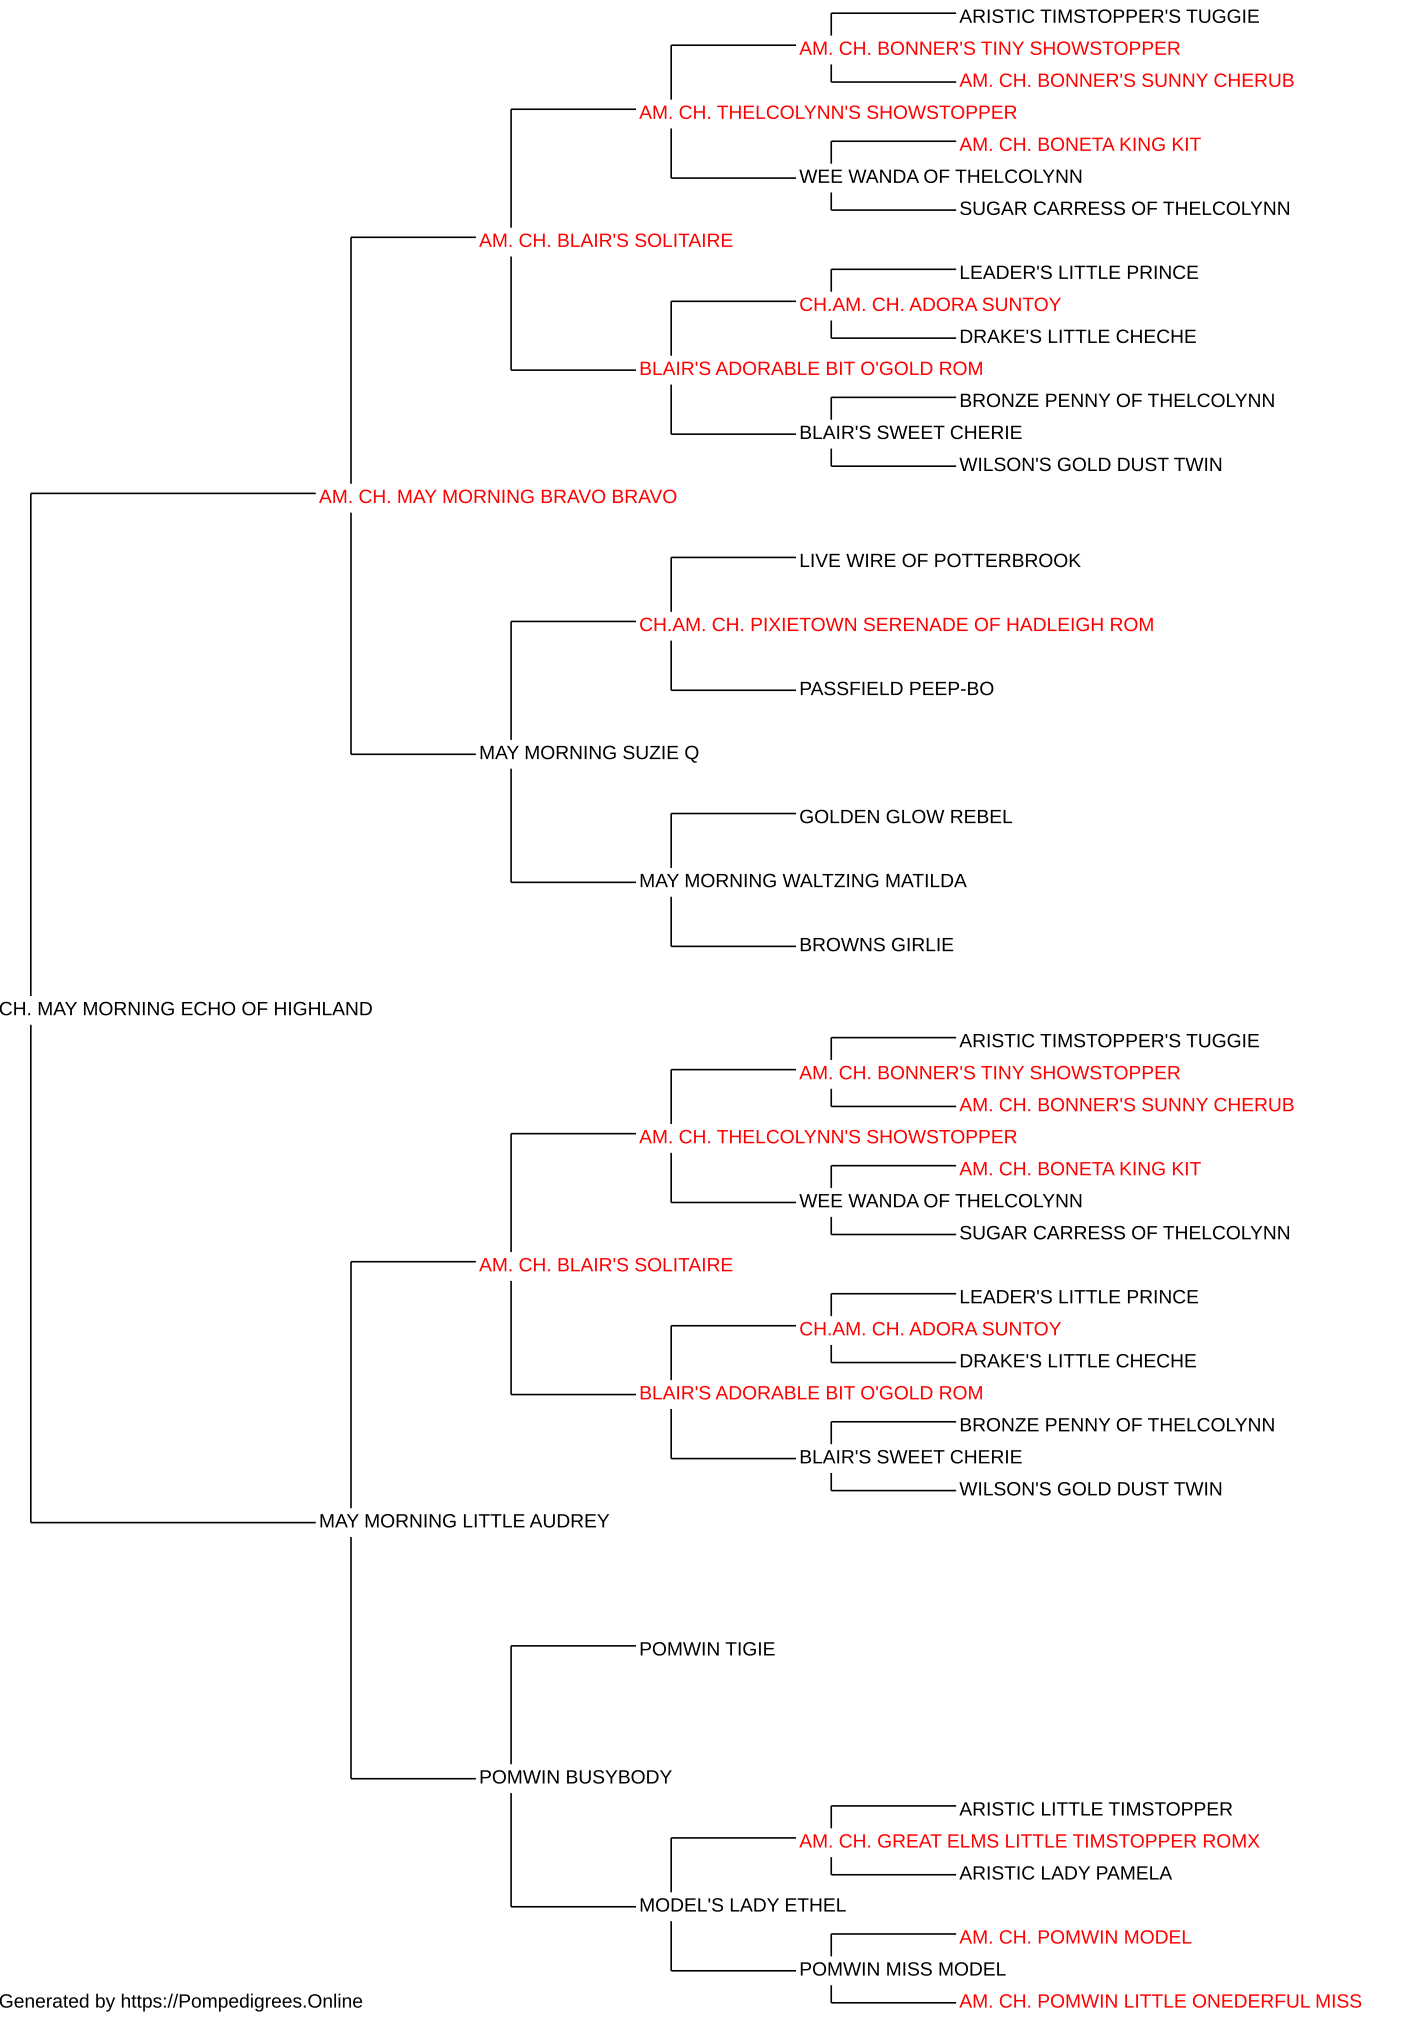 ARISTIC TIMSTOPPER'S TUGGIE
AM. CH. BONNER'S TINY SHOWSTOPPER
AM. CH. BONNER'S SUNNY CHERUB
AM. CH. THELCOLYNN'S SHOWSTOPPER
AM. CH. BONETA KING KIT
WEE WANDA OF THELCOLYNN
SUGAR CARRESS OF THELCOLYNN
AM. CH. BLAIR'S SOLITAIRE
LEADER'S LITTLE PRINCE
CH.AM. CH. ADORA SUNTOY
DRAKE'S LITTLE CHECHE
BLAIR'S ADORABLE BIT O'GOLD ROM
BRONZE PENNY OF THELCOLYNN
BLAIR'S SWEET CHERIE
WILSON'S GOLD DUST TWIN
AM. CH. MAY MORNING BRAVO BRAVO
LIVE WIRE OF POTTERBROOK
CH.AM. CH. PIXIETOWN SERENADE OF HADLEIGH ROM
PASSFIELD PEEP-BO
MAY MORNING SUZIE Q
GOLDEN GLOW REBEL
MAY MORNING WALTZING MATILDA
BROWNS GIRLIE
CH. MAY MORNING ECHO OF HIGHLAND
ARISTIC TIMSTOPPER'S TUGGIE
AM. CH. BONNER'S TINY SHOWSTOPPER
AM. CH. BONNER'S SUNNY CHERUB
AM. CH. THELCOLYNN'S SHOWSTOPPER
AM. CH. BONETA KING KIT
WEE WANDA OF THELCOLYNN
SUGAR CARRESS OF THELCOLYNN
AM. CH. BLAIR'S SOLITAIRE
LEADER'S LITTLE PRINCE
CH.AM. CH. ADORA SUNTOY
DRAKE'S LITTLE CHECHE
BLAIR'S ADORABLE BIT O'GOLD ROM
BRONZE PENNY OF THELCOLYNN
BLAIR'S SWEET CHERIE
WILSON'S GOLD DUST TWIN
MAY MORNING LITTLE AUDREY
POMWIN TIGIE
POMWIN BUSYBODY
ARISTIC LITTLE TIMSTOPPER
AM. CH. GREAT ELMS LITTLE TIMSTOPPER ROMX
ARISTIC LADY PAMELA
MODEL'S LADY ETHEL
AM. CH. POMWIN MODEL
POMWIN MISS MODEL
AM. CH. POMWIN LITTLE ONEDERFUL MISS
Generated by https://Pompedigrees.Online